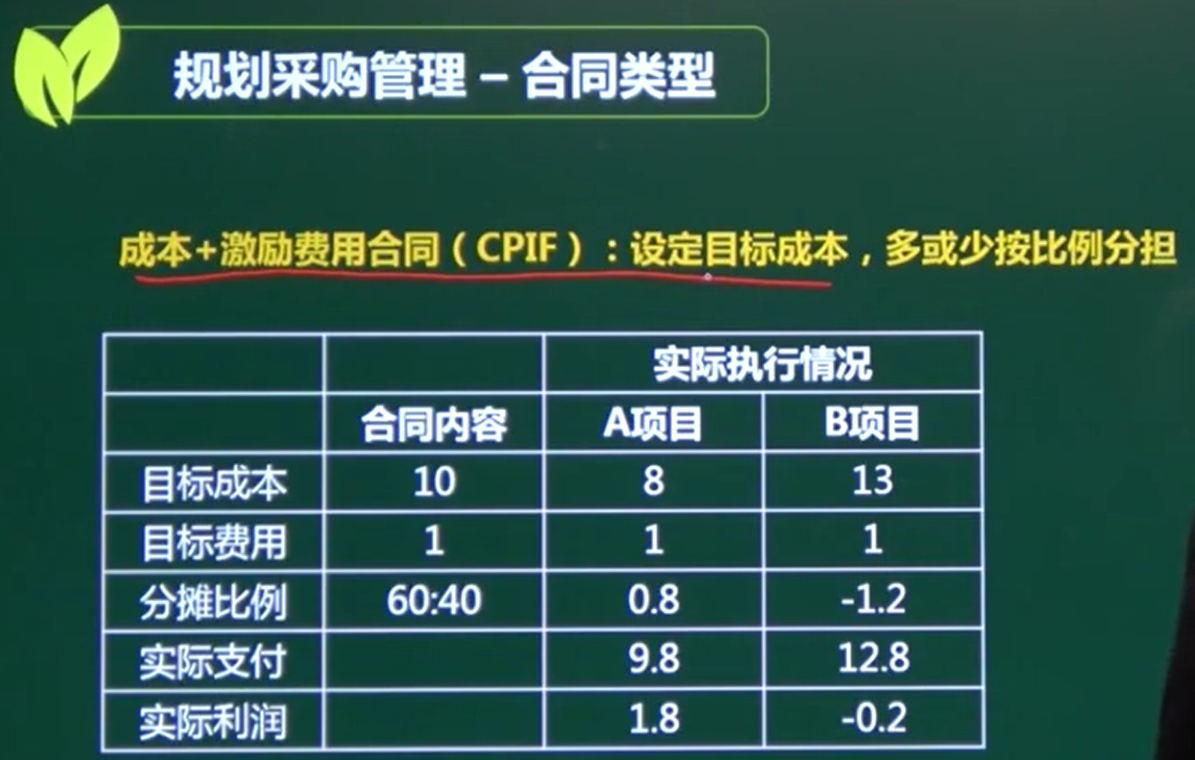 规划采购管理 – 合同类型
成本+激励费用合同（CPIF）：设定目标成本，多或少按比例分担
实际执行情况
合同内容 A项目 B项目
目标成本 10 8 13
目标费用 1 1 1
分摊比例 60:40 0.8 -1.2
实际支付 9.8 12.8
实际利润 1.8 -0.2